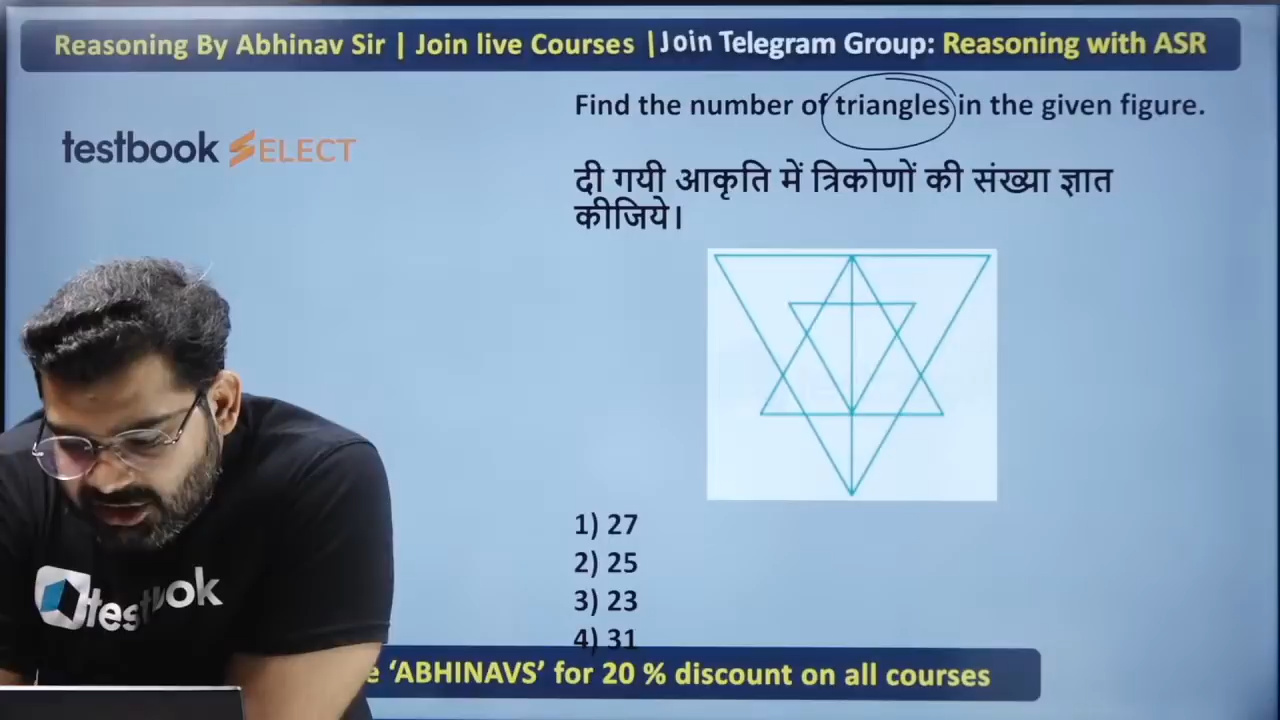 Reasoning By Abhinav Sir | Join live Courses | Join Telegram Group: Reasoning with ASR
testbook SELECT
Find the number of triangles in the given figure.
दी गयी आकृति में त्रिकोणों की संख्या ज्ञात
कीजिये।
1) 27
2) 25
3) 23
4) 31
testbook
‘ABHINAVS’ for 20 % discount on all courses